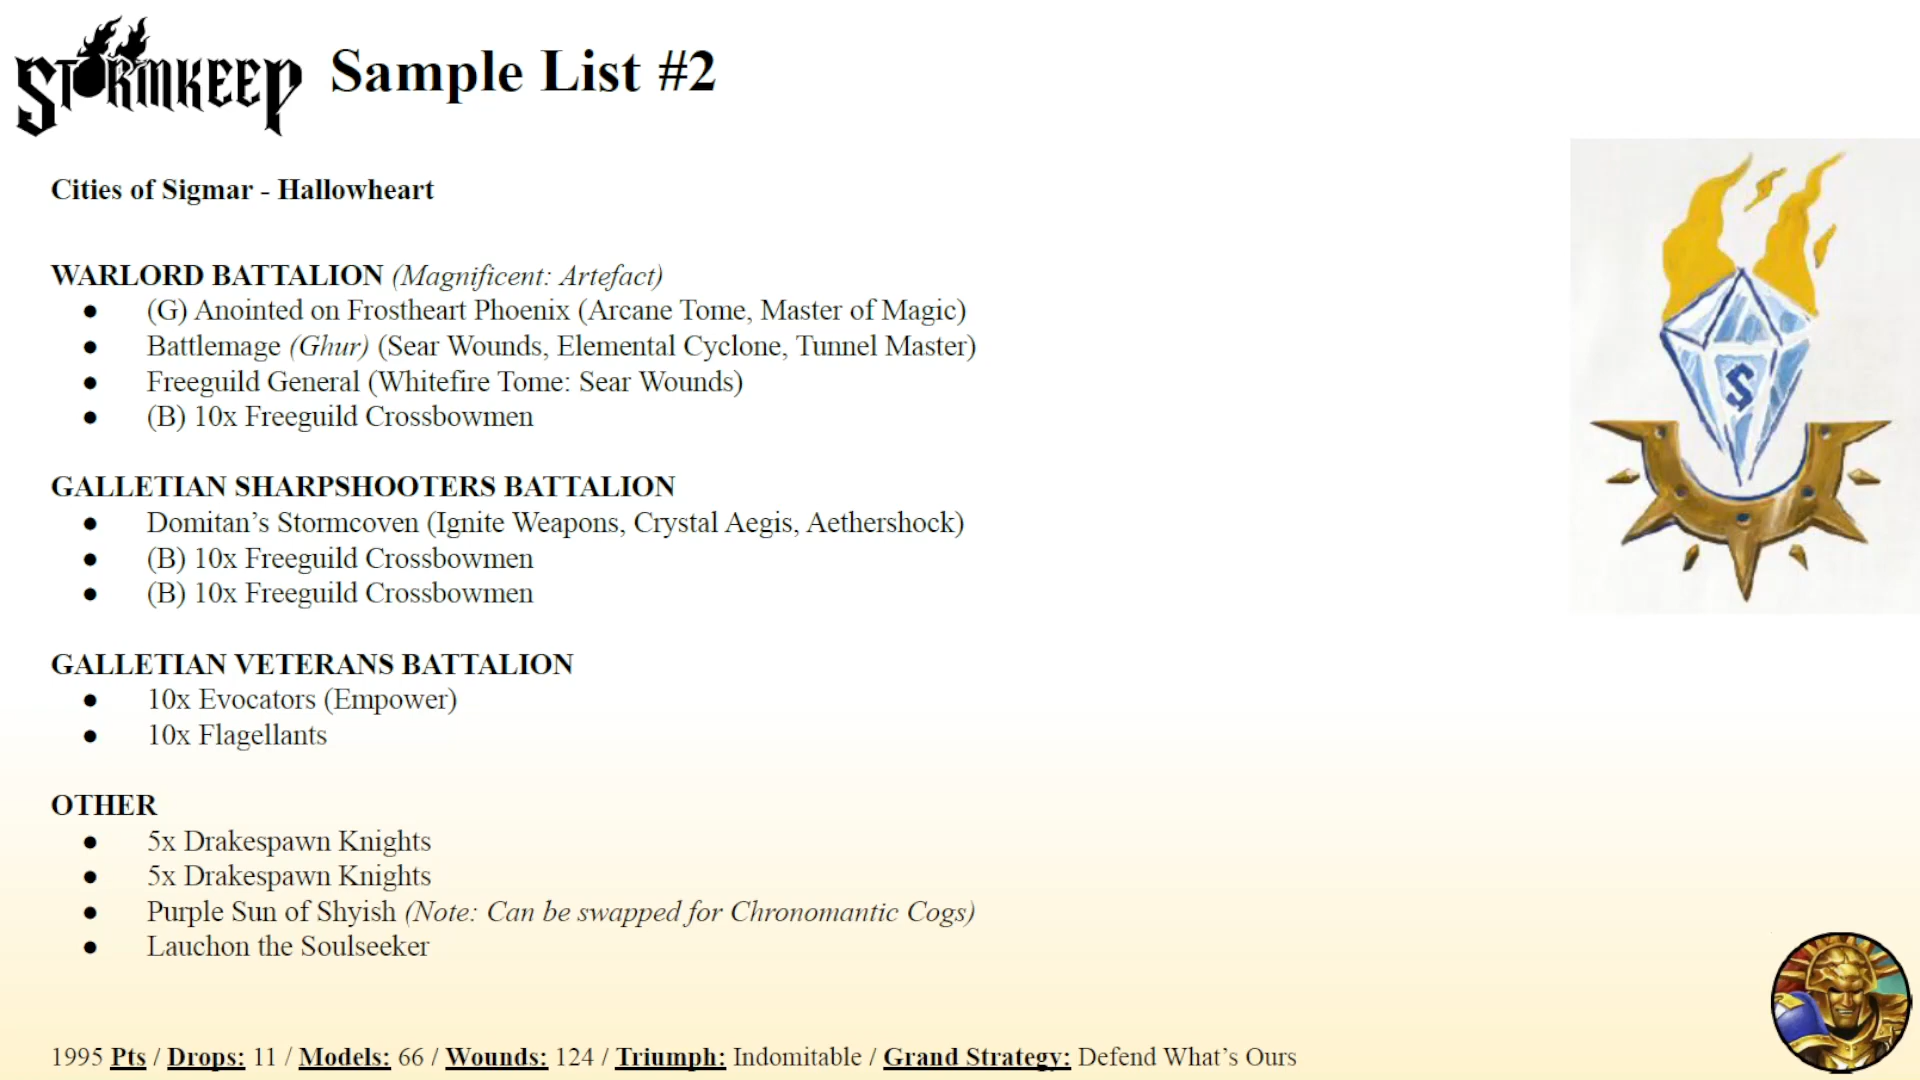 STORMKEEP
Sample List #2
Cities of Sigmar - Hallowheart
WARLORD BATTALION (Magnificent: Artefact)
● (G) Anointed on Frostheart Phoenix (Arcane Tome, Master of Magic)
● Battlemage (Ghur) (Sear Wounds, Elemental Cyclone, Tunnel Master)
● Freeguild General (Whitefire Tome: Sear Wounds)
● (B) 10x Freeguild Crossbowmen
GALLETIAN SHARPSHOOTERS BATTALION
● Domitan’s Stormcoven (Ignite Weapons, Crystal Aegis, Aethershock)
● (B) 10x Freeguild Crossbowmen
● (B) 10x Freeguild Crossbowmen
GALLETIAN VETERANS BATTALION
● 10x Evocators (Empower)
● 10x Flagellants
OTHER
● 5x Drakespawn Knights
● 5x Drakespawn Knights
● Purple Sun of Shyish (Note: Can be swapped for Chronomantic Cogs)
● Lauchon the Soulseeker
1995 Pts / Drops: 11 / Models: 66 / Wounds: 124 / Triumph: Indomitable / Grand Strategy: Defend What’s Ours
S